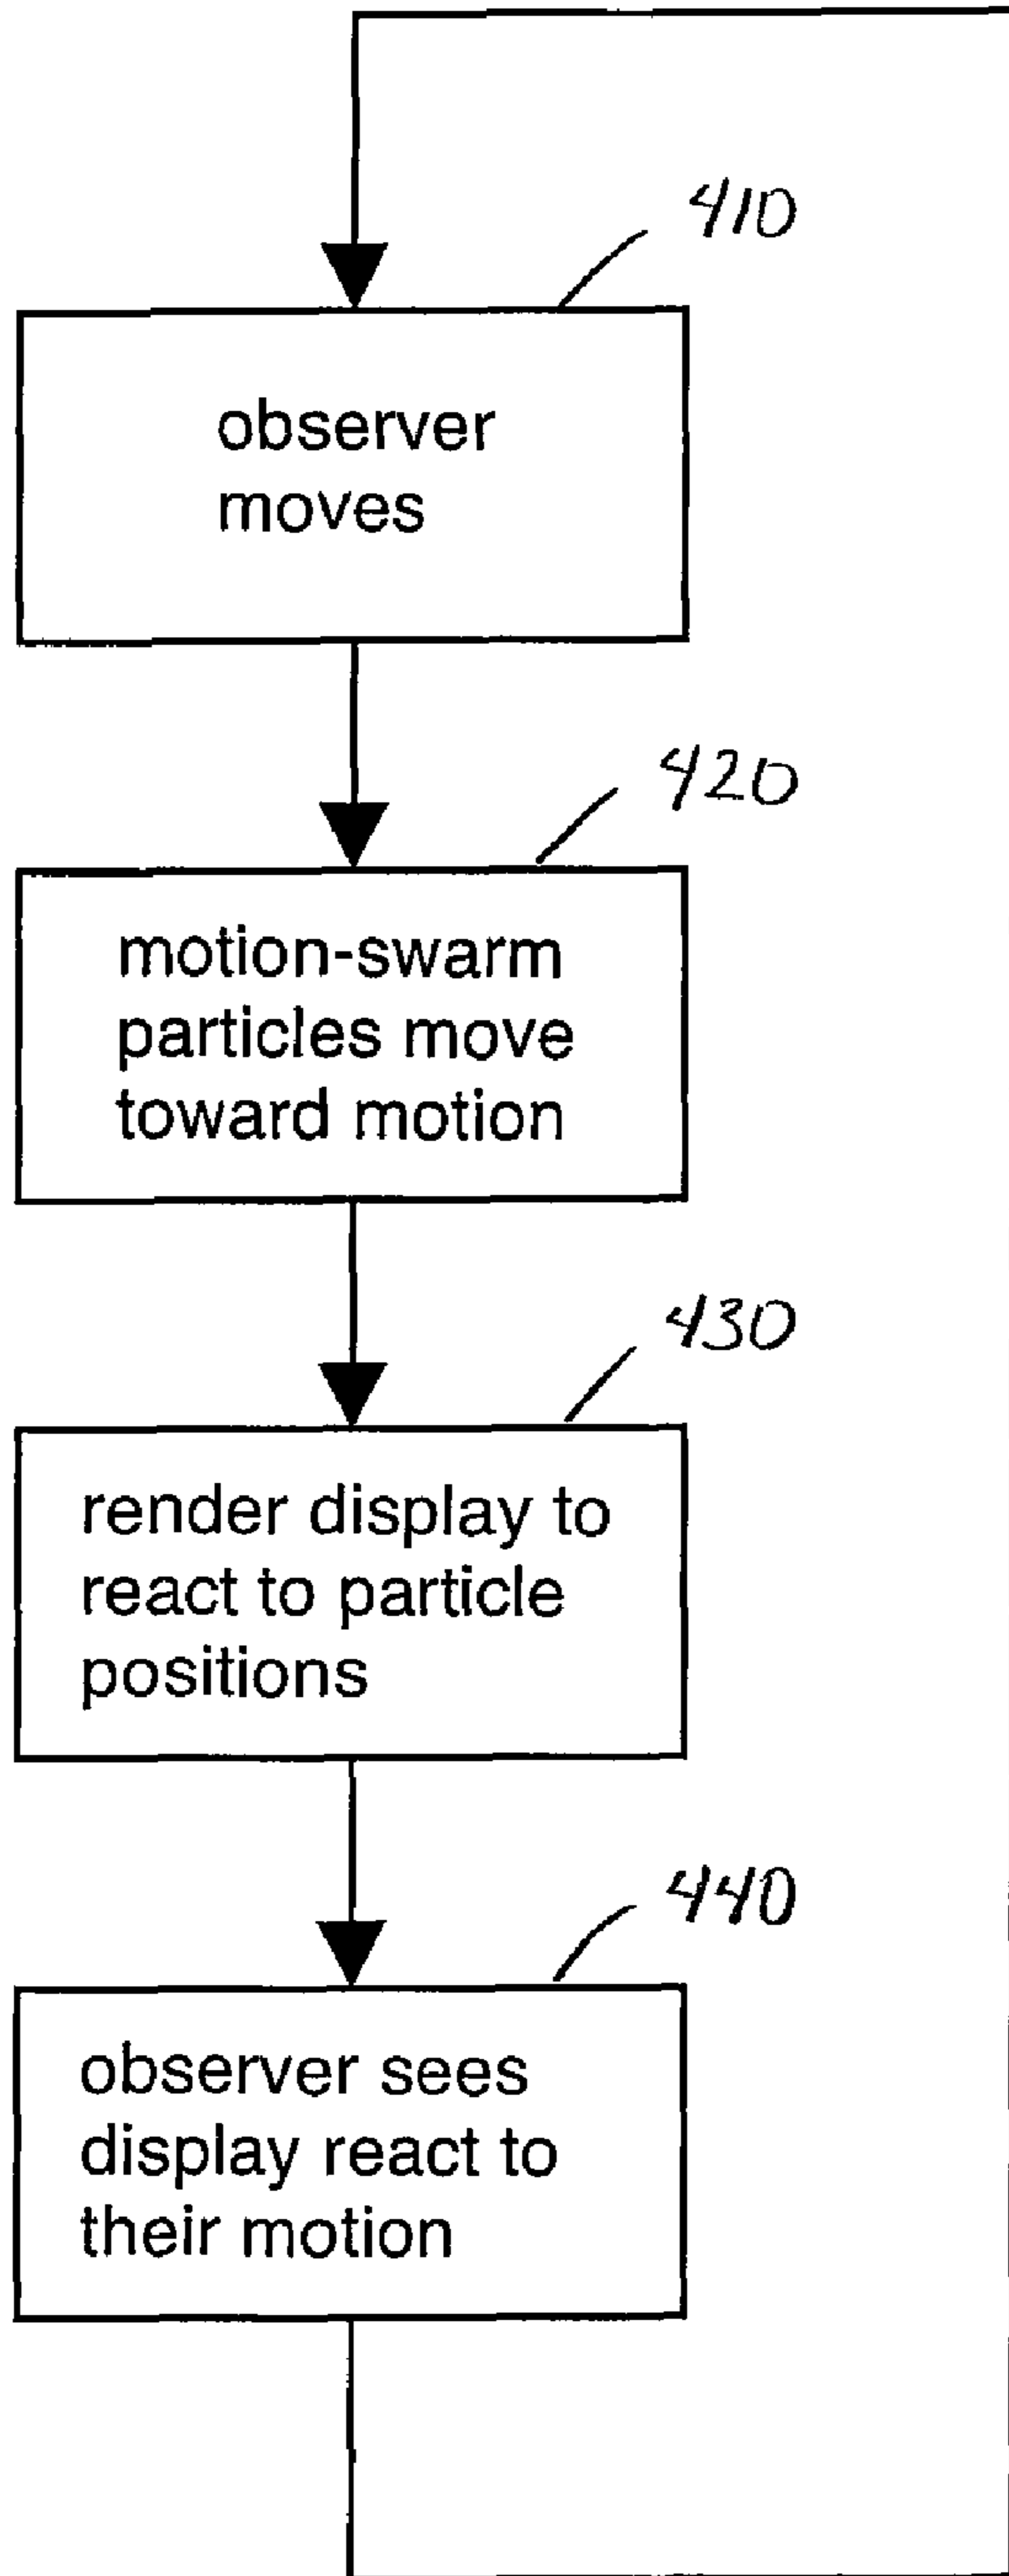 410
observer
moves
420
motion-swarm
particles move
toward motion
430
render display to
react to particle
positions
440
observer sees
display react to
their motion